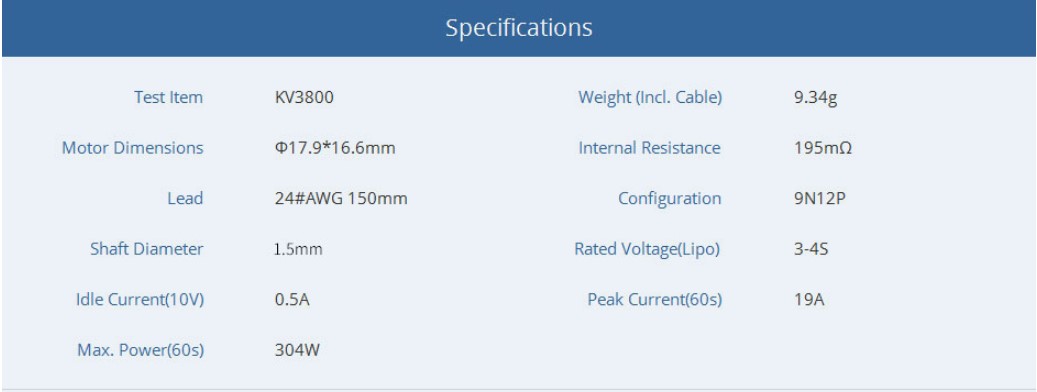 Specifications
Test Item KV3800 Weight (Incl. Cable) 9.34g
Motor Dimensions Φ17.9*16.6mm Internal Resistance 195mΩ
Lead 24#AWG 150mm Configuration 9N12P
Shaft Diameter 1.5mm Rated Voltage(Lipo) 3-4S
Idle Current(10V) 0.5A Peak Current(60s) 19A
Max. Power(60s) 304W